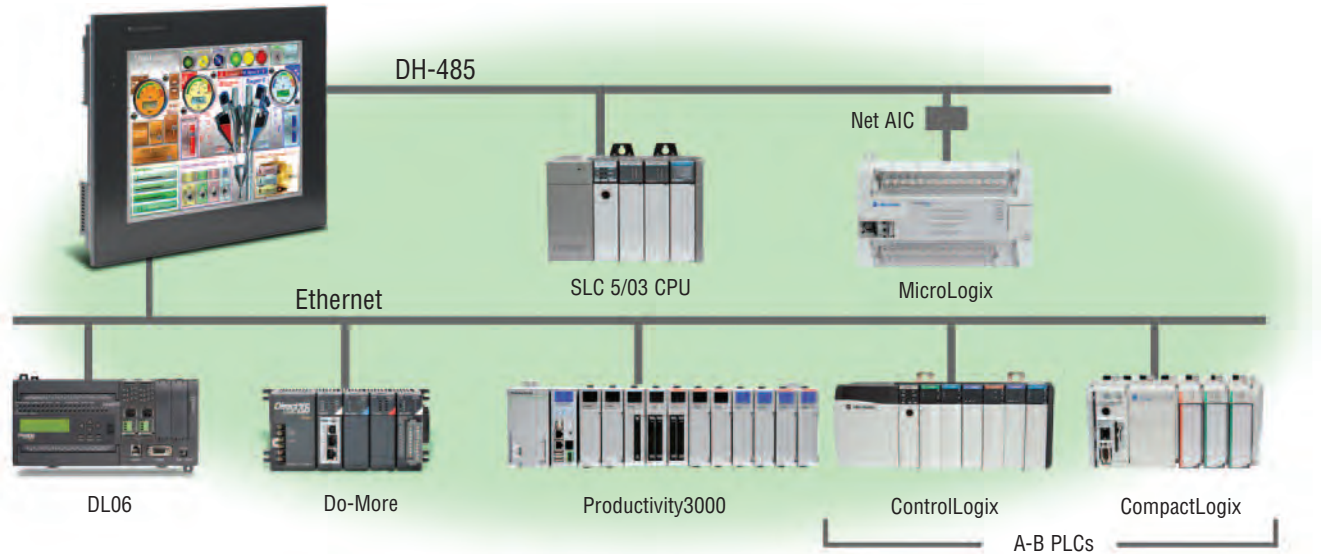 DH-485
Net AIC
SLC 5/03 CPU
MicroLogix
Ethernet
DL06
Do-More
Productivity3000
ControlLogix
CompactLogix
A-B PLCs